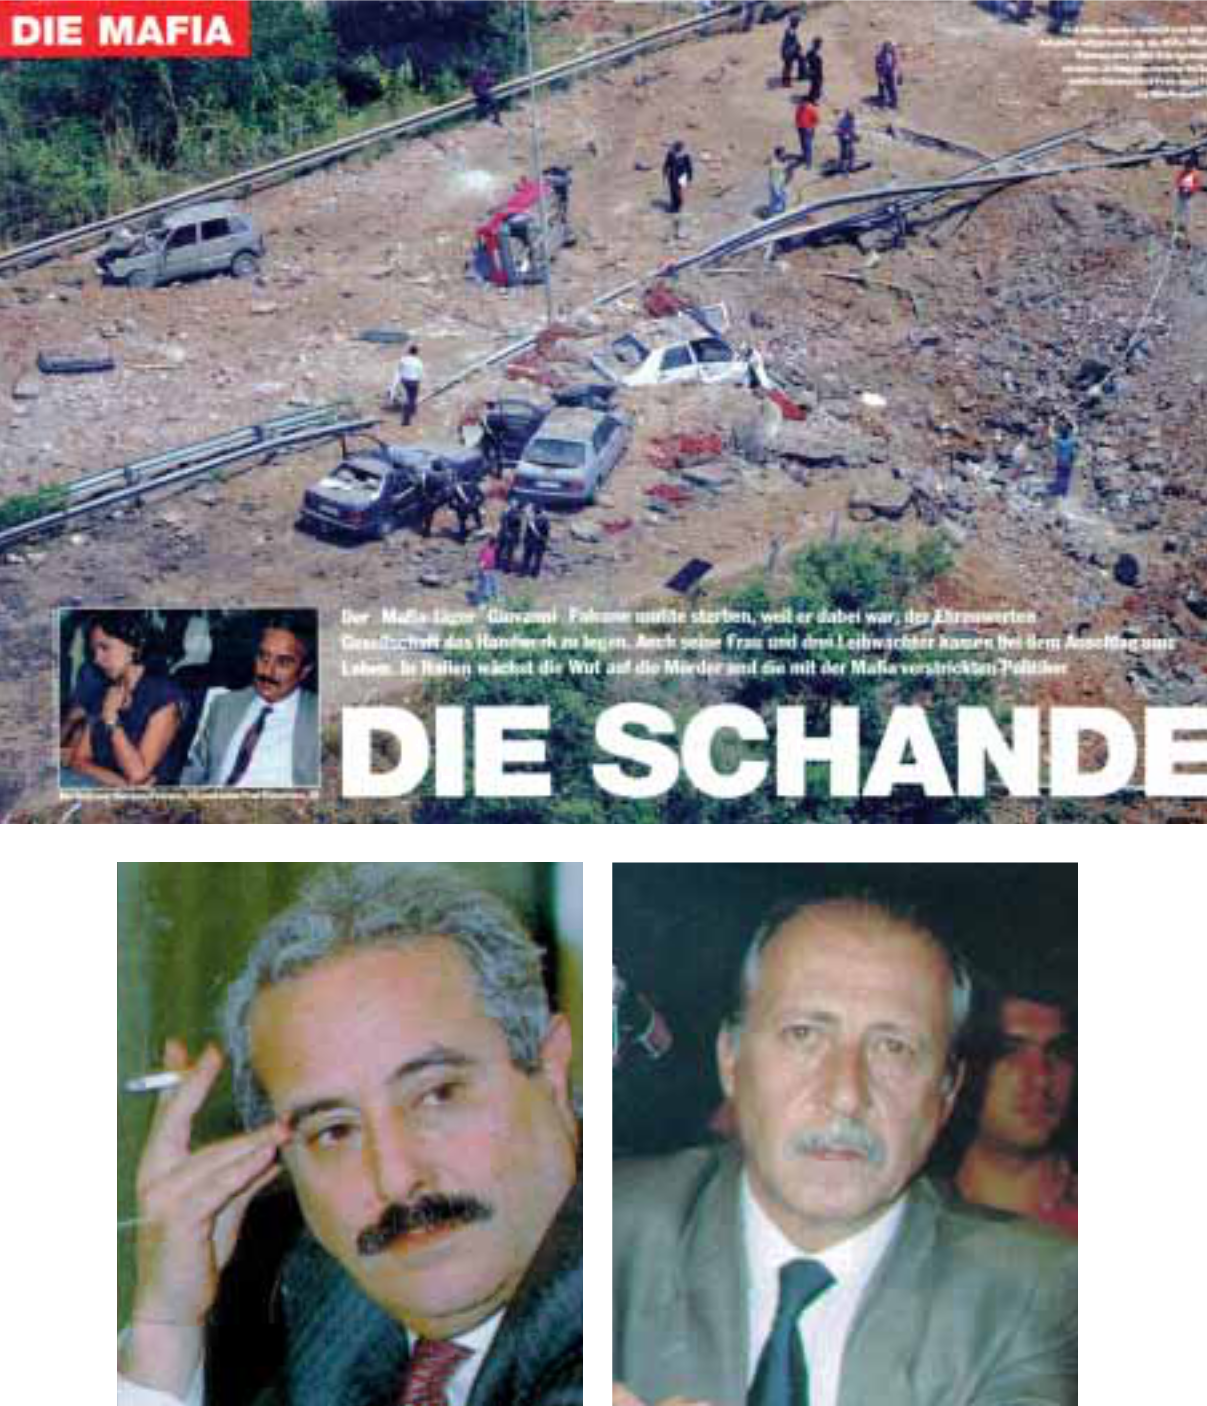 DIE MAFIA
Der Mafia-Jäger Giovanni Falcone mußte sterben, weil er dabei war, der Ehrenwerten
Gesellschaft das Handwerk zu legen. Auch seine Frau und drei Leibwächter kamen bei dem Anschlag ums
Leben. In Italien wächst die Wut auf die Mörder und die mit der Mafia verstrickten Politiker
DIE SCHANDE